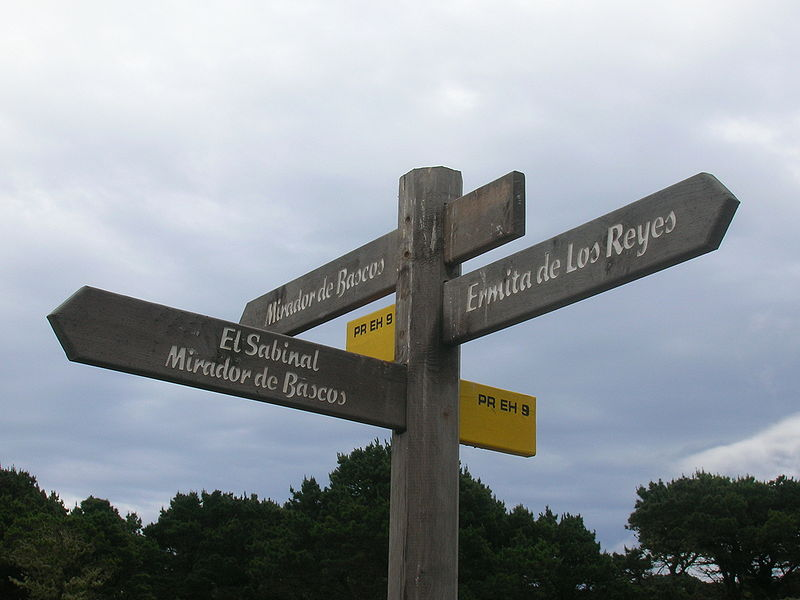 Mirador de Bascos
Ermita de Los Reyes
PR EH 9
El Sabinal
Mirador de Bascos
PR EH 9